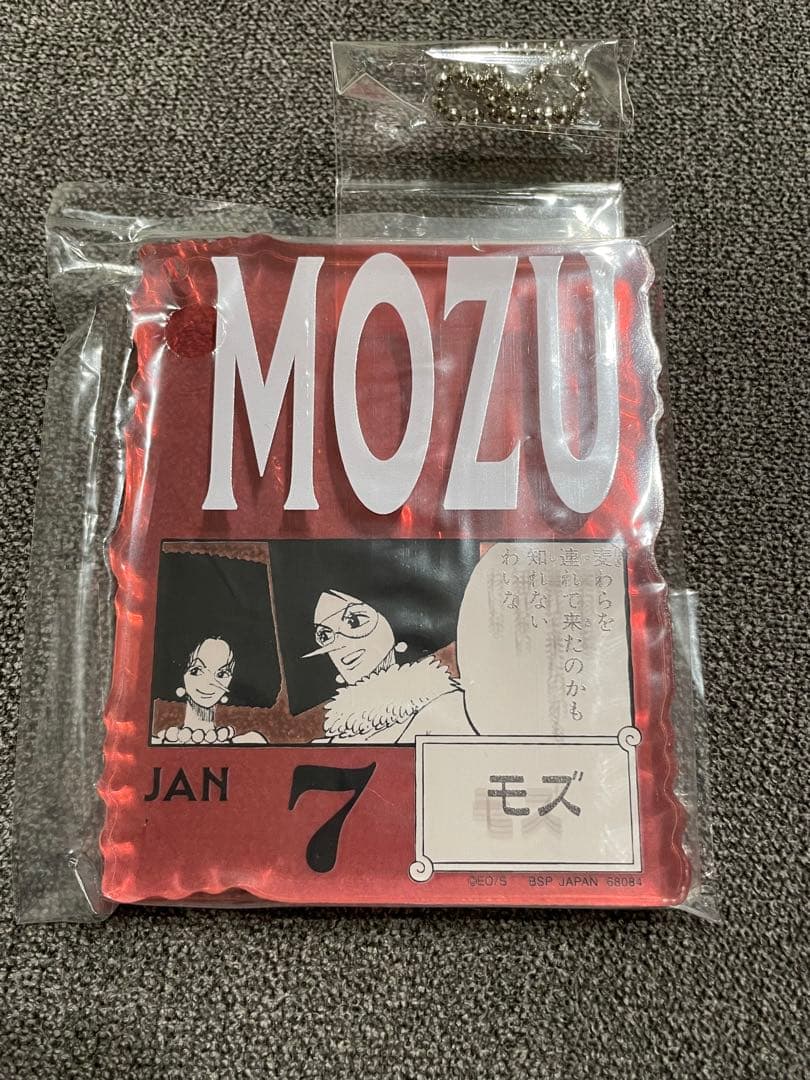 MOZU
麦わらを
連れて来たのかも
知れない
わいな
JAN 7
モズ
©EO/S BSP JAPAN 68084